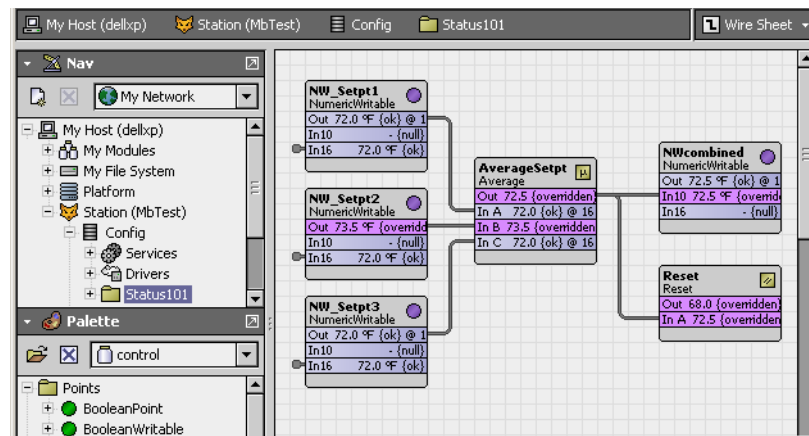 My Host (dellxp) Station (MbTest) Config Status101 Wire Sheet
Nav
My Network
My Host (dellxp)
My Modules
My File System
Platform
Station (MbTest)
Config
Services
Drivers
Status101
Palette
control
Points
BooleanPoint
BooleanWritable
NW_Setpt1
NumericWritable
Out 72.0 °F {ok} @ 1
In10 - {null}
In16 72.0 °F {ok}
NW_Setpt2
NumericWritable
Out 73.5 °F {overridd
In10 - {null}
In16 72.0 °F {ok}
NW_Setpt3
NumericWritable
Out 72.0 °F {ok} @ 1
In10 - {null}
In16 72.0 °F {ok}
AverageSetpt
Average
Out 72.5 {overridden}
In A 72.0 {ok} @ 16
In B 73.5 {overridden
In C 72.0 {ok} @ 16
NWcombined
NumericWritable
Out 72.5 °F {ok} @ 1
In10 72.5 °F {overrid
In16 - {null}
Reset
Reset
Out 68.0 {overridden}
In A 72.5 {overridden